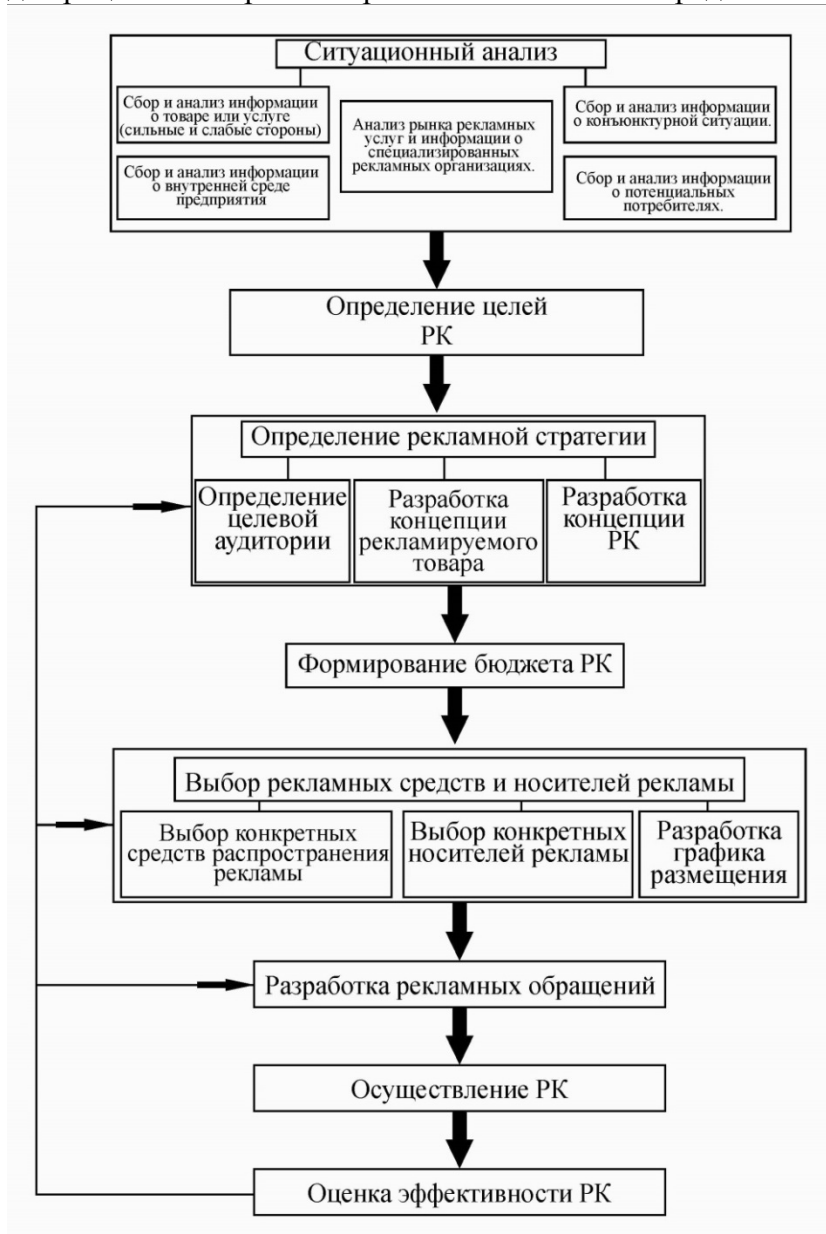 Ситуационный анализ
Сбор и анализ информации
о товаре или услуге
(сильные и слабые стороны)
Анализ рынка рекламных
услуг и информации о
специализированных
рекламных организациях.
Сбор и анализ информации
о конъюнктурной ситуации.
Сбор и анализ информации
о внутренней среде
предприятия
Сбор и анализ информации
о потенциальных
потребителях.
Определение целей
РК
Определение рекламной стратегии
Определение
целевой
аудитории
Разработка
концепции
рекламируемого
товара
Разработка
концепции
РК
Формирование бюджета РК
Выбор рекламных средств и носителей рекламы
Выбор конкретных
средств распространения
рекламы
Выбор конкретных
носителей рекламы
Разработка
графика
размещения
Разработка рекламных обращений
Осуществление РК
Оценка эффективности РК